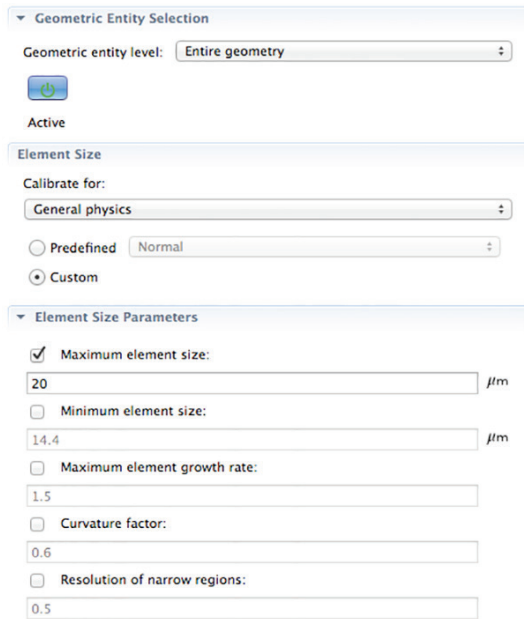 Geometric Entity Selection
Geometric entity level: Entire geometry
Active
Element Size
Calibrate for:
General physics
Predefined Normal
Custom
Element Size Parameters
Maximum element size:
20 μm
Minimum element size:
14.4 μm
Maximum element growth rate:
1.5
Curvature factor:
0.6
Resolution of narrow regions:
0.5